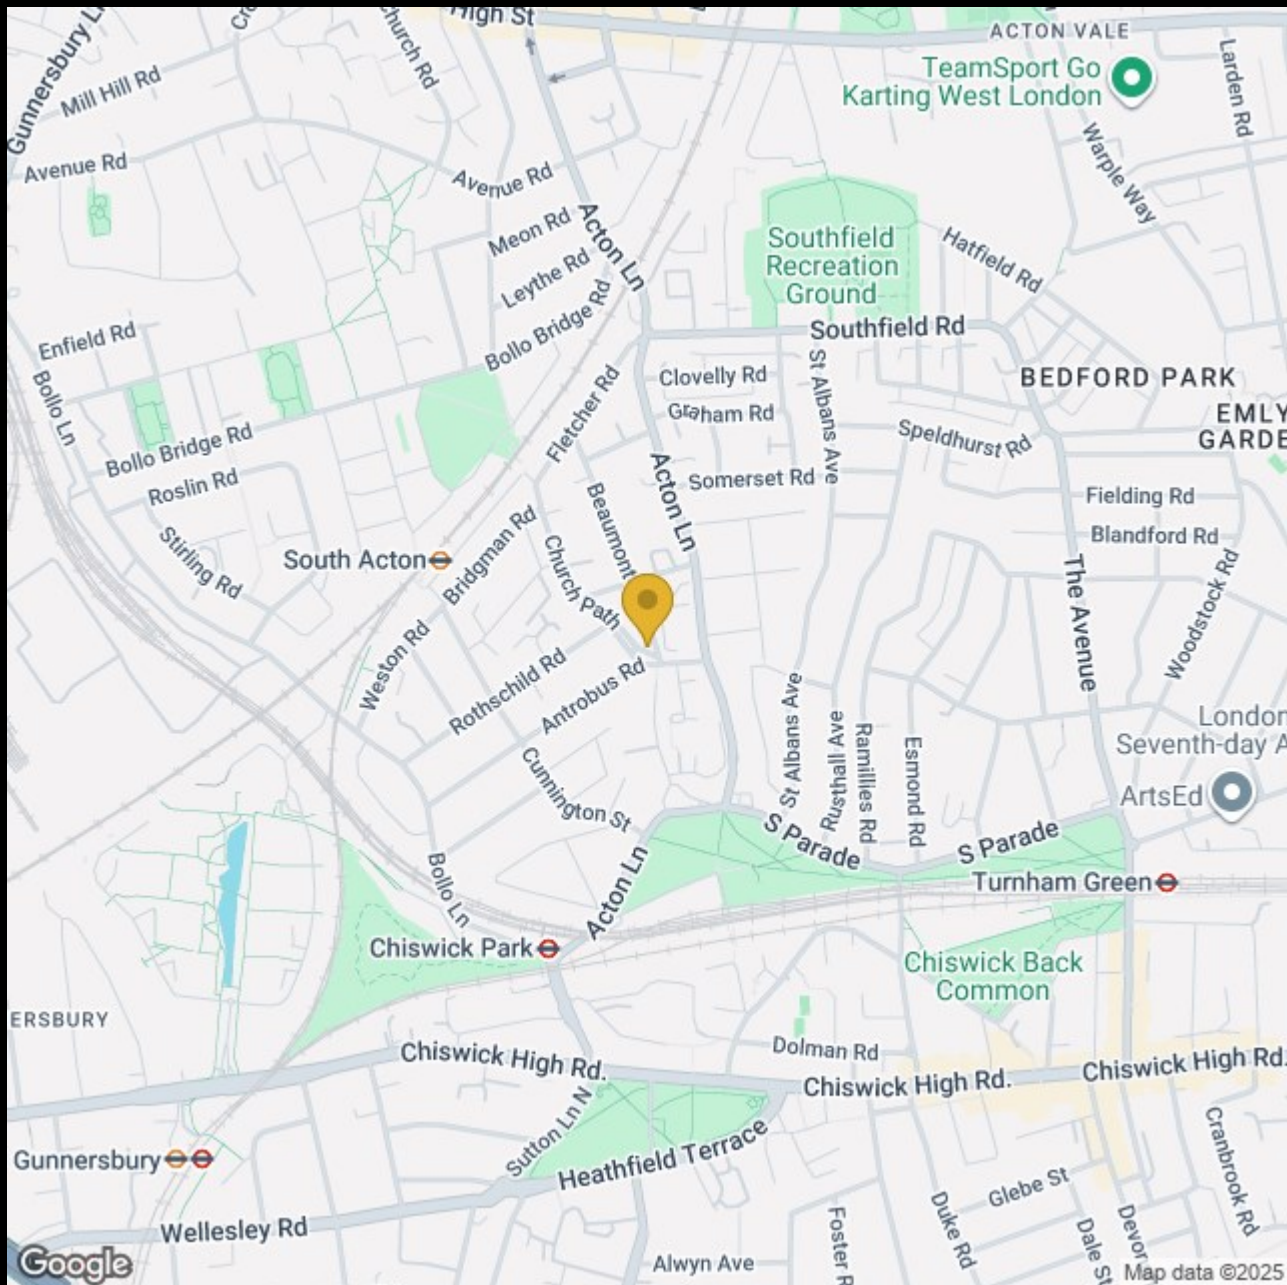 High St
ACTON VALE
Gunnersbury Ln
Church Rd
TeamSport Go
Karting West London
Larden Rd
Mill Hill Rd
Warple Way
Avenue Rd
Avenue Rd
Meon Rd
Acton Ln
Southfield
Recreation
Ground
Hatfield Rd
Leythe Rd
Bollo Bridge Rd
Southfield Rd
Enfield Rd
Bollo Ln
Fletcher Rd
Clovelly Rd
St Albans Ave
BEDFORD PARK
Graham Rd
EMLY
GARDE
Bollo Bridge Rd
Speldhurst Rd
Roslin Rd
Acton Ln
Somerset Rd
Fielding Rd
Beaumont
Blandford Rd
Stirling Rd
South Acton
Bridgman Rd
Church Path
The Avenue
Woodstock Rd
Weston Rd
Rothschild Rd
Antrobus Rd
St Albans Ave
Rusthall Ave
Ramillies Rd
Esmond Rd
London
Seventh-day A
Cunnington St
ArtsEd
S Parade
S Parade
Bollo Ln
Acton Ln
Turnham Green
Chiswick Park
Chiswick Back
Common
ERSBURY
Chiswick High Rd.
Dolman Rd
Chiswick High Rd.
Chiswick High Rd.
Sutton Ln N
Cranbrook Rd
Gunnersbury
Heathfield Terrace
Glebe St
Duke Rd
Wellesley Rd
Foster R
Dale St
Devon
Alwyn Ave
Google
Map data ©2025